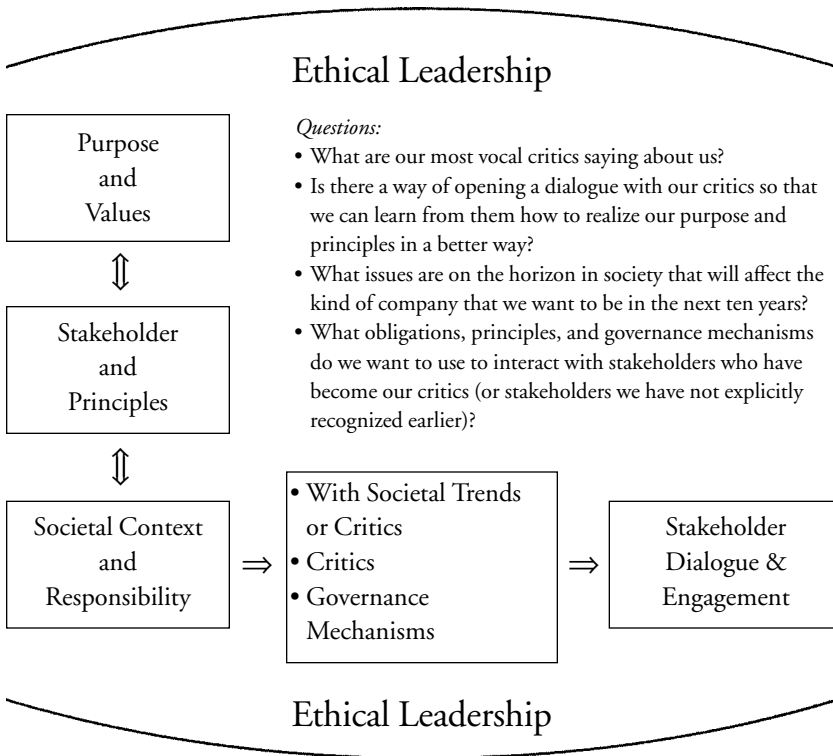 Ethical Leadership
Purpose
and
Values
Questions:
• What are our most vocal critics saying about us?
• Is there a way of opening a dialogue with our critics so that
we can learn from them how to realize our purpose and
principles in a better way?
• What issues are on the horizon in society that will affect the
kind of company that we want to be in the next ten years?
• What obligations, principles, and governance mechanisms
do we want to use to interact with stakeholders who have
become our critics (or stakeholders we have not explicitly
recognized earlier)?
⇕
Stakeholder
and
Principles
⇕
Societal Context
and
Responsibility
⇒
• With Societal Trends
or Critics
• Critics
• Governance
Mechanisms
⇒
Stakeholder
Dialogue &
Engagement
Ethical Leadership